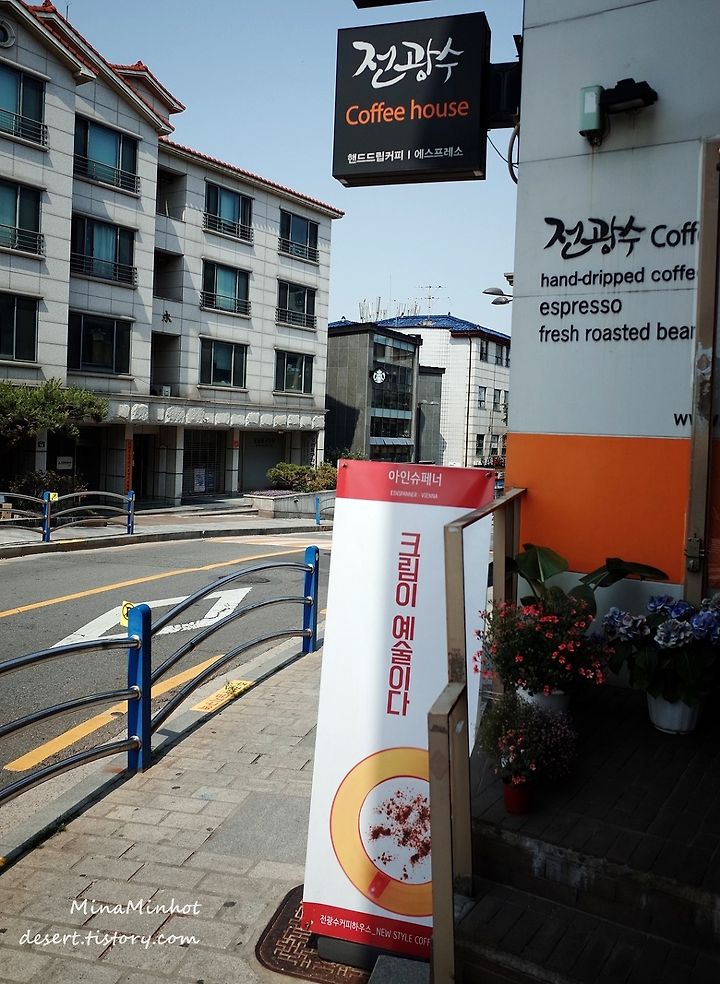 전광수
Coffee house
핸드드립커피 | 에스프레소
전광수 Coff
hand-dripped coffee
espresso
fresh roasted bean
아인슈페너
EINSPANNER · VIENNA
크림이 예술이다
전광수커피하우스_NEW STYLE COFF
MinaMinhot
desert.tistory.com